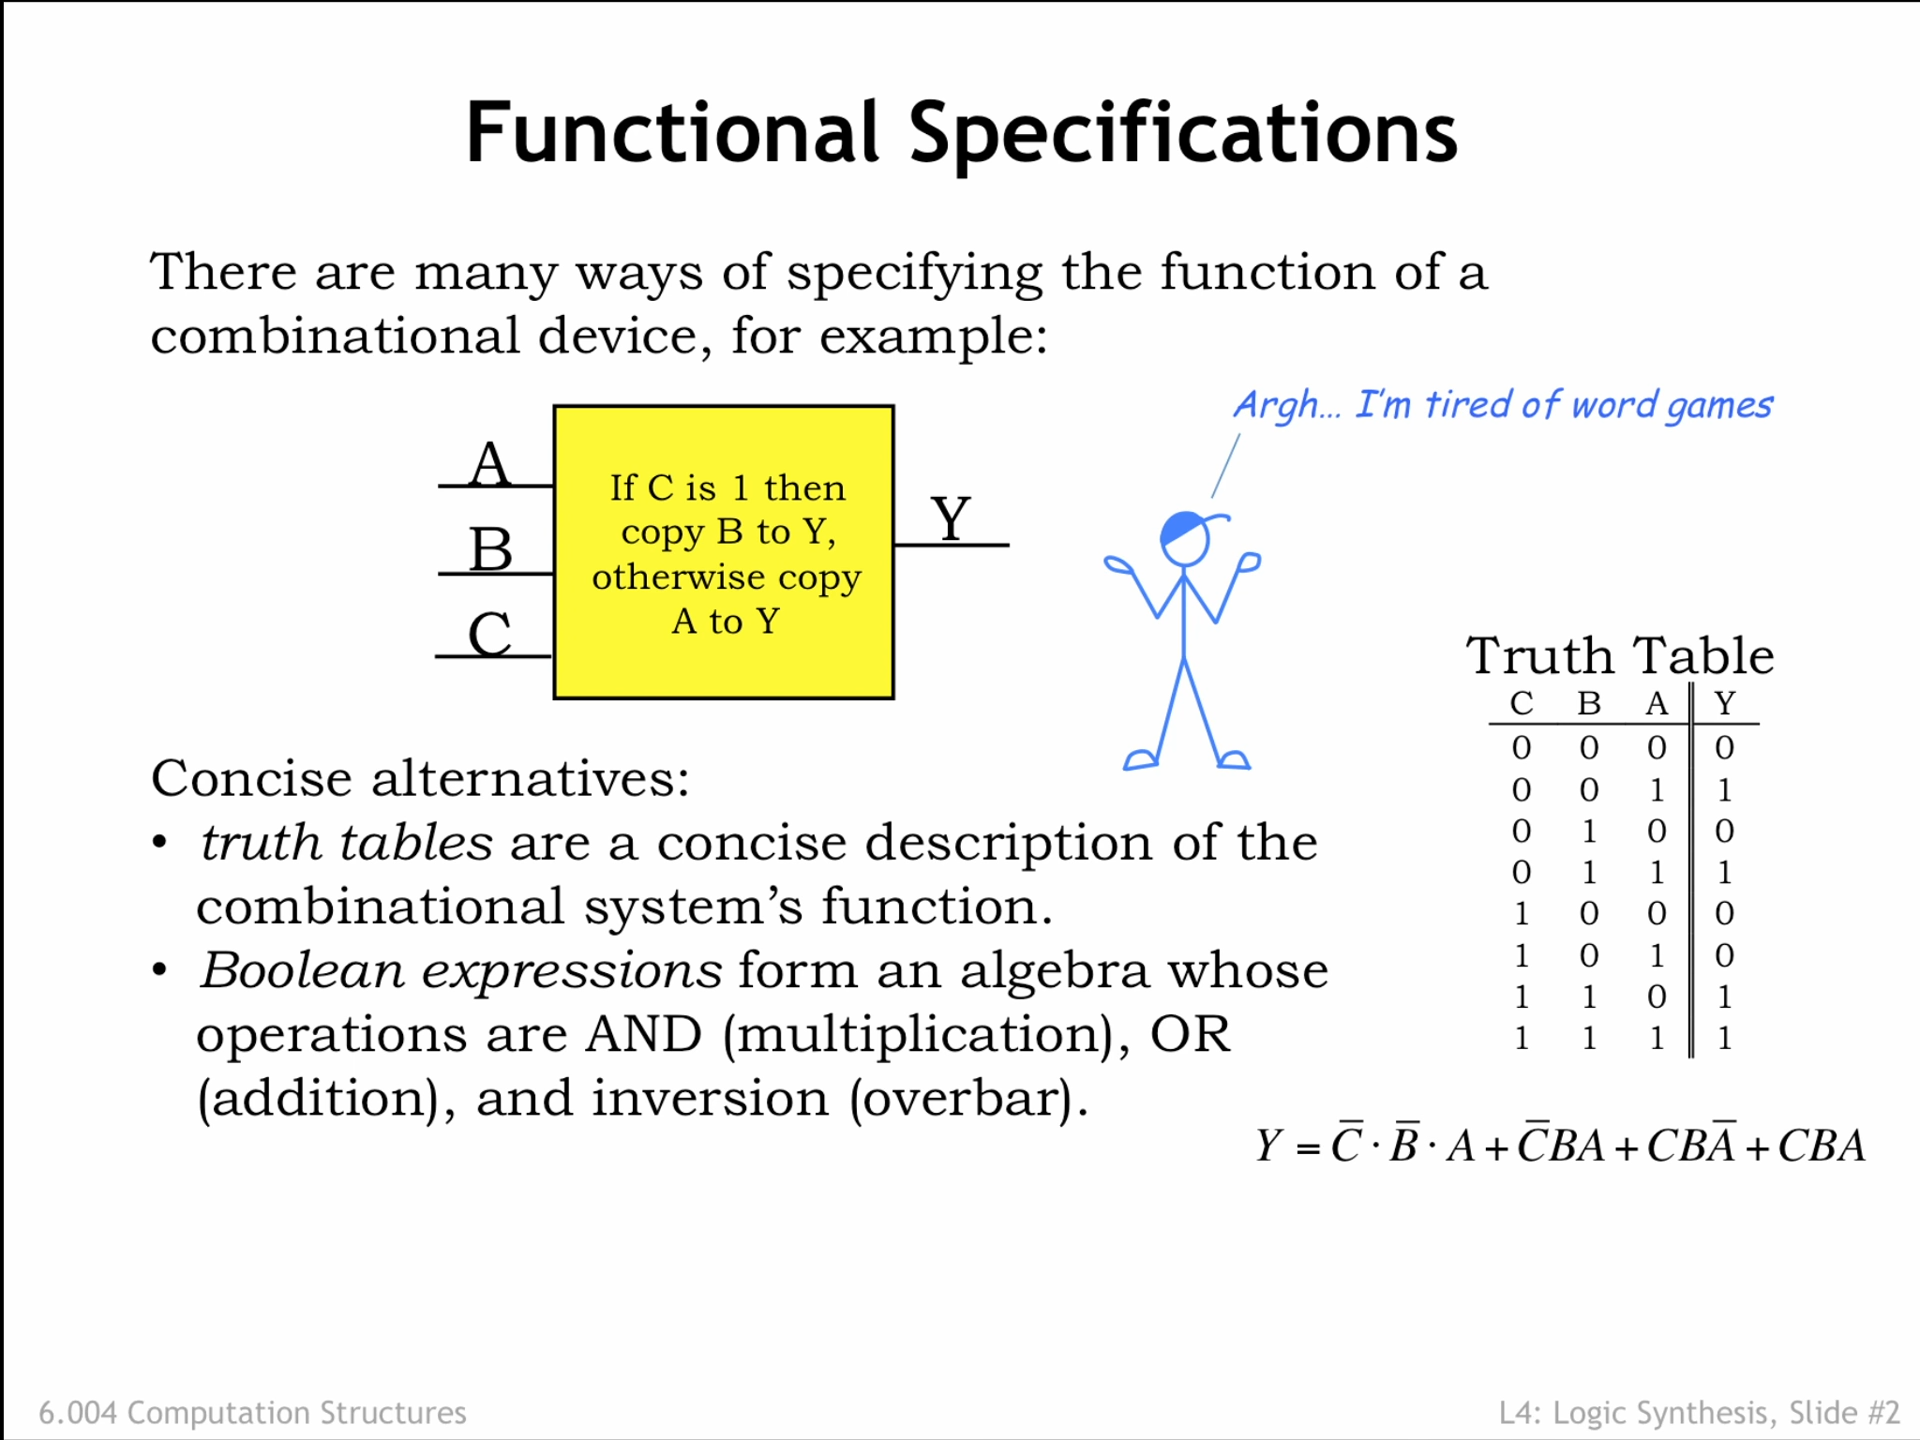 Functional Specifications
There are many ways of specifying the function of a
combinational device, for example:
Argh... I'm tired of word games
A
B
C
If C is 1 then
copy B to Y,
otherwise copy
A to Y
Y
Concise alternatives:
• truth tables are a concise description of the
combinational system's function.
• Boolean expressions form an algebra whose
operations are AND (multiplication), OR
(addition), and inversion (overbar).
Truth Table
C B A Y
0 0 0 0
0 0 1 1
0 1 0 0
0 1 1 1
1 0 0 0
1 0 1 0
1 1 0 1
1 1 1 1
Y = C̅ · B̅ · A + C̅BA + CBA̅ + CBA
6.004 Computation Structures
L4: Logic Synthesis, Slide #2